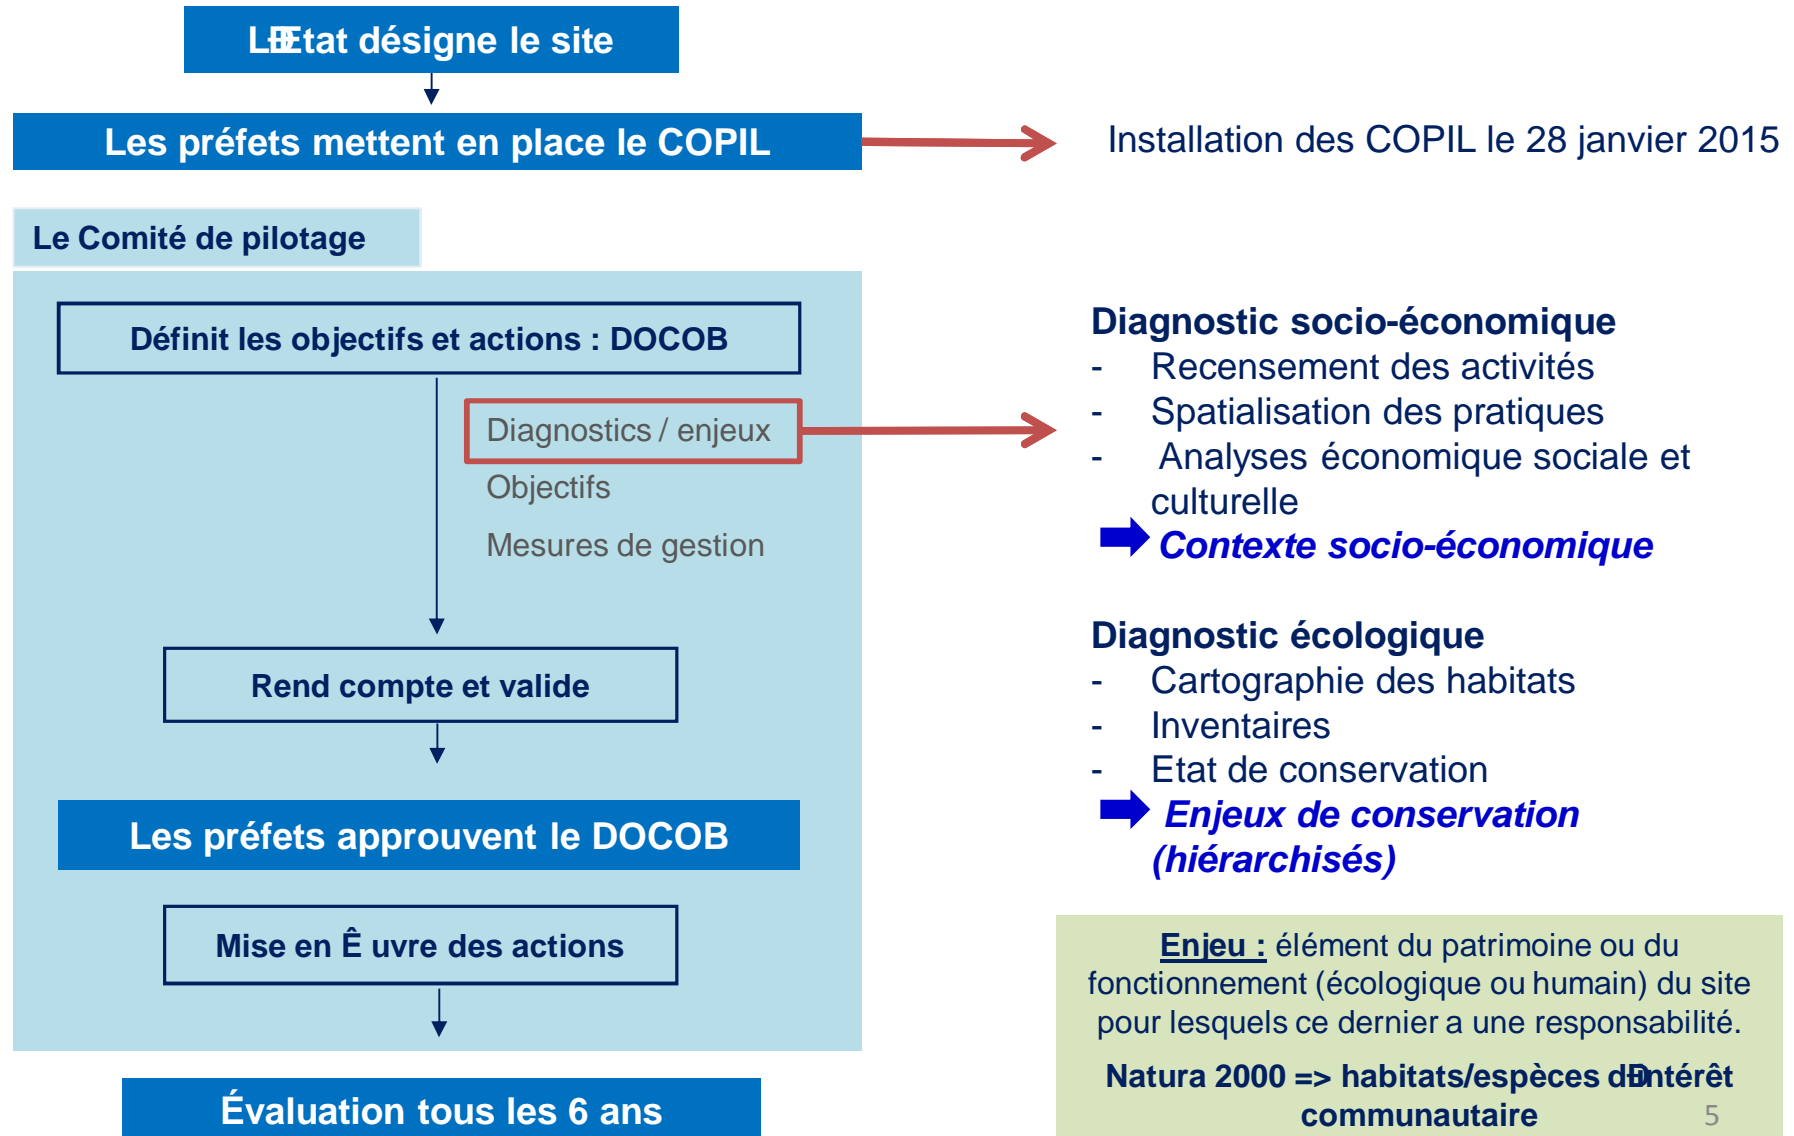 LĐEtat désigne le site
Les préfets mettent en place le COPIL
Installation des COPIL le 28 janvier 2015
Le Comité de pilotage
Définit les objectifs et actions : DOCOB
Diagnostics / enjeux
Objectifs
Mesures de gestion
Rend compte et valide
Les préfets approuvent le DOCOB
Mise en Ê uvre des actions
Évaluation tous les 6 ans
Diagnostic socio-économique
- Recensement des activités
- Spatialisation des pratiques
- Analyses économique sociale et
culturelle
Contexte socio-économique
Diagnostic écologique
- Cartographie des habitats
- Inventaires
- Etat de conservation
Enjeux de conservation
(hiérarchisés)
Enjeu : élément du patrimoine ou du
fonctionnement (écologique ou humain) du site
pour lesquels ce dernier a une responsabilité.
Natura 2000 => habitats/espèces dĐintérêt
communautaire
5